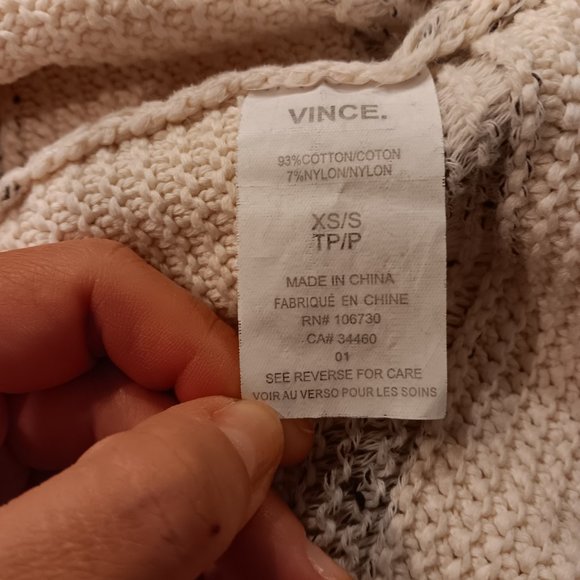 VINCE.
93%COTTON/COTON
7%NYLON/NYLON
XS/S
TP/P
MADE IN CHINA
FABRIQUÉ EN CHINE
RN# 106730
CA# 34460
01
SEE REVERSE FOR CARE
VOIR AU VERSO POUR LES SOINS